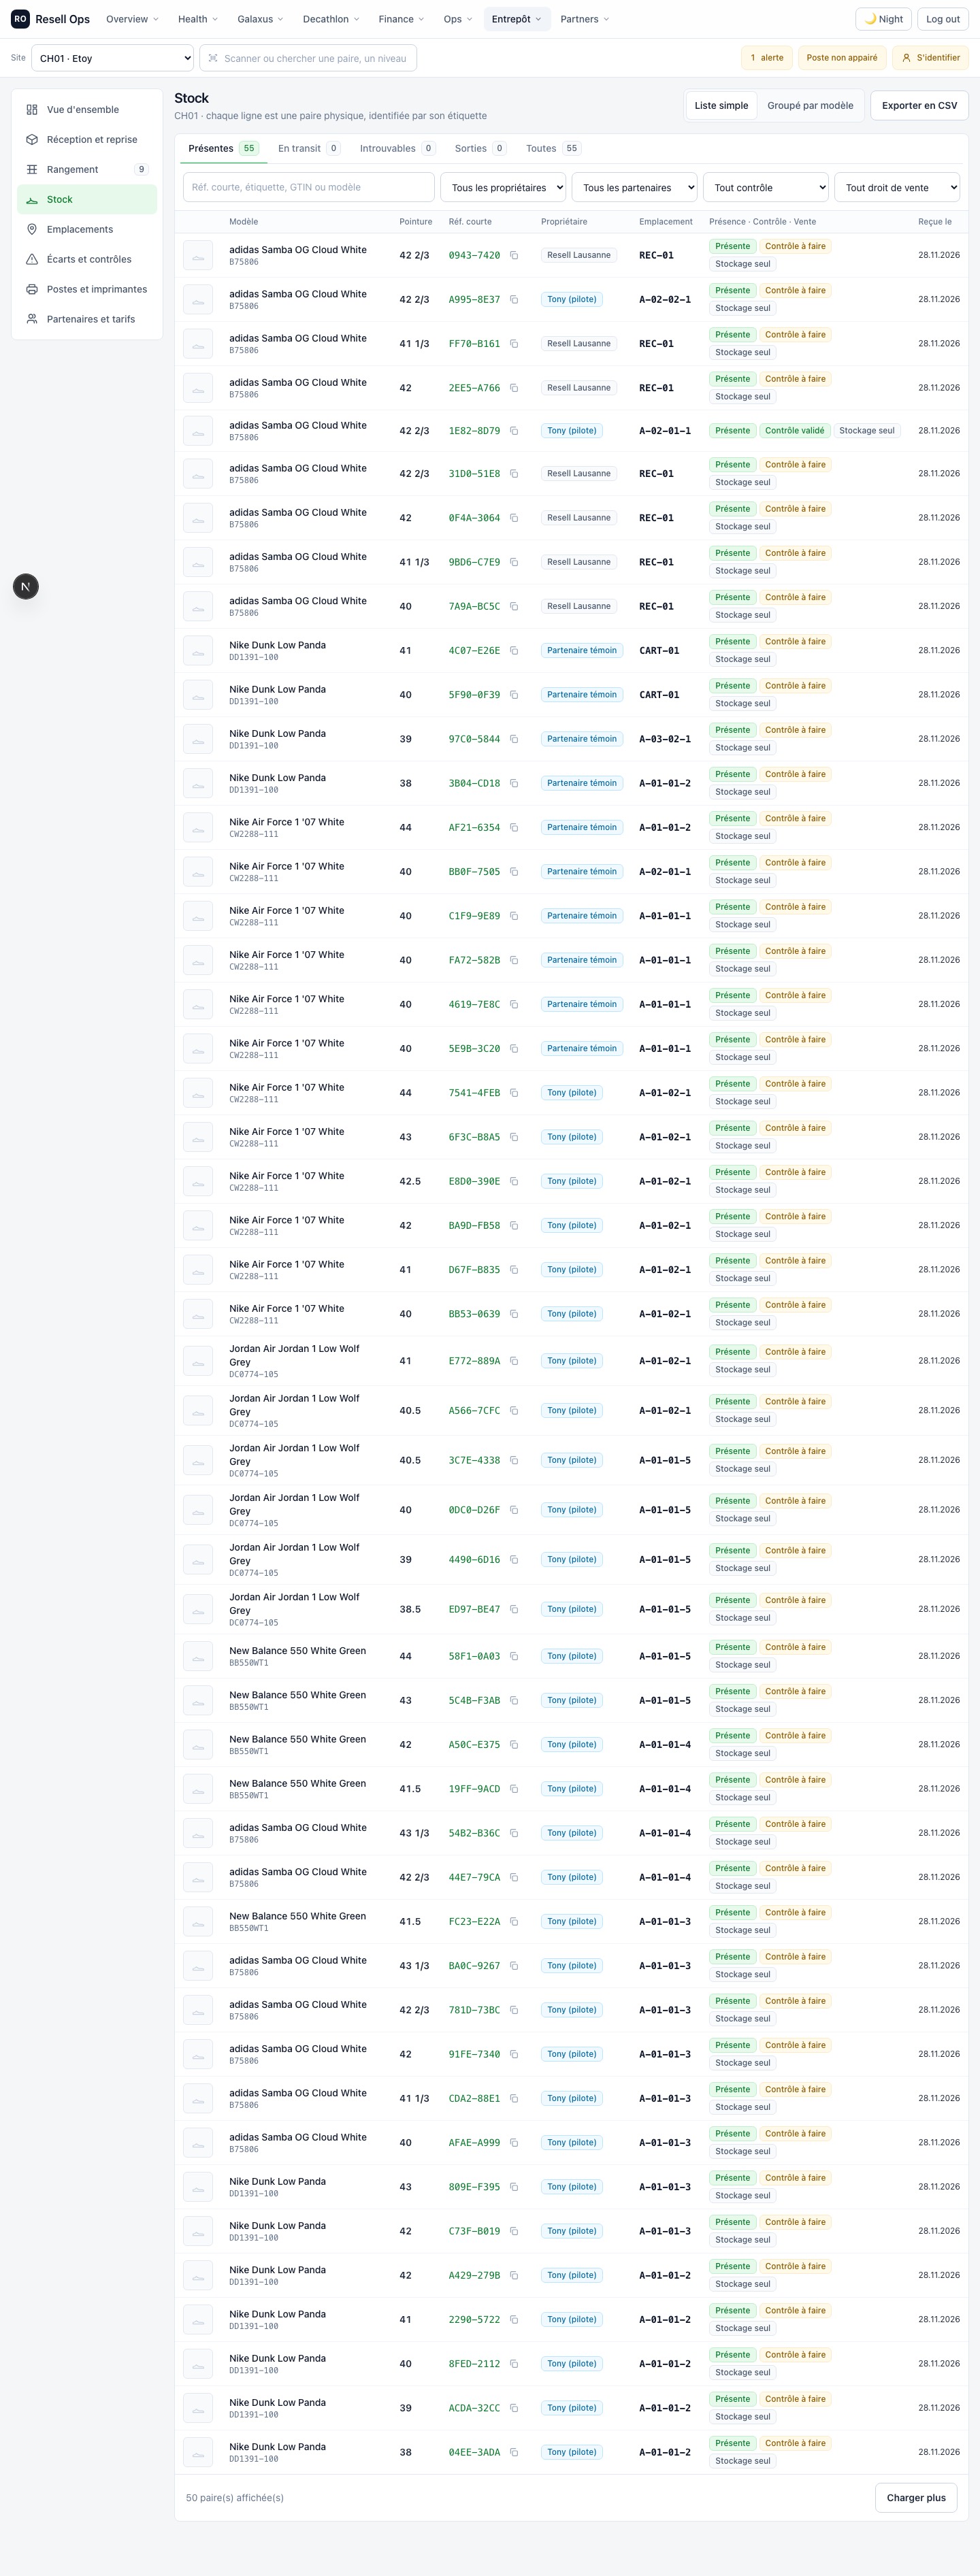 RO Resell Ops Overview Health Galaxus Decathlon Finance Ops Entrepôt Partners 🌙 Night Log out
Site CH01 · Etoy Scanner ou chercher une paire, un niveau 1 alerte Poste non appairé S'identifier
Vue d'ensemble
Réception et reprise
Rangement 9
Stock
Emplacements
Écarts et contrôles
Postes et imprimantes
Partenaires et tarifs
N
Stock
CH01 · chaque ligne est une paire physique, identifiée par son étiquette
Liste simple Groupé par modèle Exporter en CSV
Présentes 55 En transit 0 Introuvables 0 Sorties 0 Toutes 55
Réf. courte, étiquette, GTIN ou modèle Tous les propriétaires Tous les partenaires Tout contrôle Tout droit de vente
Modèle Pointure Réf. courte Propriétaire Emplacement Présence · Contrôle · Vente Reçue le
adidas Samba OG Cloud White B75806 42 2/3 0943-7420 Resell Lausanne REC-01 Présente Contrôle à faire Stockage seul 28.11.2026
adidas Samba OG Cloud White B75806 42 2/3 A995-8E37 Tony (pilote) A-02-02-1 Présente Contrôle à faire Stockage seul 28.11.2026
adidas Samba OG Cloud White B75806 41 1/3 FF70-B161 Resell Lausanne REC-01 Présente Contrôle à faire Stockage seul 28.11.2026
adidas Samba OG Cloud White B75806 42 2EE5-A766 Resell Lausanne REC-01 Présente Contrôle à faire Stockage seul 28.11.2026
adidas Samba OG Cloud White B75806 42 2/3 1E82-8D79 Tony (pilote) A-02-01-1 Présente Contrôle validé Stockage seul 28.11.2026
adidas Samba OG Cloud White B75806 42 2/3 31D0-51E8 Resell Lausanne REC-01 Présente Contrôle à faire Stockage seul 28.11.2026
adidas Samba OG Cloud White B75806 42 0F4A-3064 Resell Lausanne REC-01 Présente Contrôle à faire Stockage seul 28.11.2026
adidas Samba OG Cloud White B75806 41 1/3 9BD6-C7E9 Resell Lausanne REC-01 Présente Contrôle à faire Stockage seul 28.11.2026
adidas Samba OG Cloud White B75806 40 7A9A-BC5C Resell Lausanne REC-01 Présente Contrôle à faire Stockage seul 28.11.2026
Nike Dunk Low Panda DD1391-100 41 4C07-E26E Partenaire témoin CART-01 Présente Contrôle à faire Stockage seul 28.11.2026
Nike Dunk Low Panda DD1391-100 40 5F90-0F39 Partenaire témoin CART-01 Présente Contrôle à faire Stockage seul 28.11.2026
Nike Dunk Low Panda DD1391-100 39 97C0-5844 Partenaire témoin A-03-02-1 Présente Contrôle à faire Stockage seul 28.11.2026
Nike Dunk Low Panda DD1391-100 38 3B04-CD18 Partenaire témoin A-01-01-2 Présente Contrôle à faire Stockage seul 28.11.2026
Nike Air Force 1 '07 White CW2288-111 44 AF21-6354 Partenaire témoin A-01-01-2 Présente Contrôle à faire Stockage seul 28.11.2026
Nike Air Force 1 '07 White CW2288-111 40 BB0F-7505 Partenaire témoin A-02-01-1 Présente Contrôle à faire Stockage seul 28.11.2026
Nike Air Force 1 '07 White CW2288-111 40 C1F9-9E89 Partenaire témoin A-01-01-1 Présente Contrôle à faire Stockage seul 28.11.2026
Nike Air Force 1 '07 White CW2288-111 40 FA72-582B Partenaire témoin A-01-01-1 Présente Contrôle à faire Stockage seul 28.11.2026
Nike Air Force 1 '07 White CW2288-111 40 4619-7E8C Partenaire témoin A-01-01-1 Présente Contrôle à faire Stockage seul 28.11.2026
Nike Air Force 1 '07 White CW2288-111 40 5E9B-3C20 Partenaire témoin A-01-01-1 Présente Contrôle à faire Stockage seul 28.11.2026
Nike Air Force 1 '07 White CW2288-111 44 7541-4FEB Tony (pilote) A-01-02-1 Présente Contrôle à faire Stockage seul 28.11.2026
Nike Air Force 1 '07 White CW2288-111 43 6F3C-B8A5 Tony (pilote) A-01-02-1 Présente Contrôle à faire Stockage seul 28.11.2026
Nike Air Force 1 '07 White CW2288-111 42.5 E8D0-390E Tony (pilote) A-01-02-1 Présente Contrôle à faire Stockage seul 28.11.2026
Nike Air Force 1 '07 White CW2288-111 42 BA9D-FB58 Tony (pilote) A-01-02-1 Présente Contrôle à faire Stockage seul 28.11.2026
Nike Air Force 1 '07 White CW2288-111 41 D67F-B835 Tony (pilote) A-01-02-1 Présente Contrôle à faire Stockage seul 28.11.2026
Nike Air Force 1 '07 White CW2288-111 40 BB53-0639 Tony (pilote) A-01-02-1 Présente Contrôle à faire Stockage seul 28.11.2026
Jordan Air Jordan 1 Low Wolf Grey DC0774-105 41 E772-889A Tony (pilote) A-01-02-1 Présente Contrôle à faire Stockage seul 28.11.2026
Jordan Air Jordan 1 Low Wolf Grey DC0774-105 40.5 A566-7CFC Tony (pilote) A-01-02-1 Présente Contrôle à faire Stockage seul 28.11.2026
Jordan Air Jordan 1 Low Wolf Grey DC0774-105 40.5 3C7E-4338 Tony (pilote) A-01-01-5 Présente Contrôle à faire Stockage seul 28.11.2026
Jordan Air Jordan 1 Low Wolf Grey DC0774-105 40 0DC0-D26F Tony (pilote) A-01-01-5 Présente Contrôle à faire Stockage seul 28.11.2026
Jordan Air Jordan 1 Low Wolf Grey DC0774-105 39 4490-6D16 Tony (pilote) A-01-01-5 Présente Contrôle à faire Stockage seul 28.11.2026
Jordan Air Jordan 1 Low Wolf Grey DC0774-105 38.5 ED97-BE47 Tony (pilote) A-01-01-5 Présente Contrôle à faire Stockage seul 28.11.2026
New Balance 550 White Green BB550WT1 44 58F1-0A03 Tony (pilote) A-01-01-5 Présente Contrôle à faire Stockage seul 28.11.2026
New Balance 550 White Green BB550WT1 43 5C4B-F3AB Tony (pilote) A-01-01-5 Présente Contrôle à faire Stockage seul 28.11.2026
New Balance 550 White Green BB550WT1 42 A50C-E375 Tony (pilote) A-01-01-4 Présente Contrôle à faire Stockage seul 28.11.2026
New Balance 550 White Green BB550WT1 41.5 19FF-9ACD Tony (pilote) A-01-01-4 Présente Contrôle à faire Stockage seul 28.11.2026
adidas Samba OG Cloud White B75806 43 1/3 54B2-B36C Tony (pilote) A-01-01-4 Présente Contrôle à faire Stockage seul 28.11.2026
adidas Samba OG Cloud White B75806 42 2/3 44E7-79CA Tony (pilote) A-01-01-4 Présente Contrôle à faire Stockage seul 28.11.2026
New Balance 550 White Green BB550WT1 41.5 FC23-E22A Tony (pilote) A-01-01-3 Présente Contrôle à faire Stockage seul 28.11.2026
adidas Samba OG Cloud White B75806 43 1/3 BA0C-9267 Tony (pilote) A-01-01-3 Présente Contrôle à faire Stockage seul 28.11.2026
adidas Samba OG Cloud White B75806 42 2/3 781D-73BC Tony (pilote) A-01-01-3 Présente Contrôle à faire Stockage seul 28.11.2026
adidas Samba OG Cloud White B75806 42 91FE-7340 Tony (pilote) A-01-01-3 Présente Contrôle à faire Stockage seul 28.11.2026
adidas Samba OG Cloud White B75806 41 1/3 CDA2-88E1 Tony (pilote) A-01-01-3 Présente Contrôle à faire Stockage seul 28.11.2026
adidas Samba OG Cloud White B75806 40 AFAE-A999 Tony (pilote) A-01-01-3 Présente Contrôle à faire Stockage seul 28.11.2026
Nike Dunk Low Panda DD1391-100 43 809E-F395 Tony (pilote) A-01-01-3 Présente Contrôle à faire Stockage seul 28.11.2026
Nike Dunk Low Panda DD1391-100 42 C73F-B019 Tony (pilote) A-01-01-3 Présente Contrôle à faire Stockage seul 28.11.2026
Nike Dunk Low Panda DD1391-100 42 A429-279B Tony (pilote) A-01-01-2 Présente Contrôle à faire Stockage seul 28.11.2026
Nike Dunk Low Panda DD1391-100 41 2290-5722 Tony (pilote) A-01-01-2 Présente Contrôle à faire Stockage seul 28.11.2026
Nike Dunk Low Panda DD1391-100 40 8FED-2112 Tony (pilote) A-01-01-2 Présente Contrôle à faire Stockage seul 28.11.2026
Nike Dunk Low Panda DD1391-100 39 ACDA-32CC Tony (pilote) A-01-01-2 Présente Contrôle à faire Stockage seul 28.11.2026
Nike Dunk Low Panda DD1391-100 38 04EE-3ADA Tony (pilote) A-01-01-2 Présente Contrôle à faire Stockage seul 28.11.2026
50 paire(s) affichée(s) Charger plus